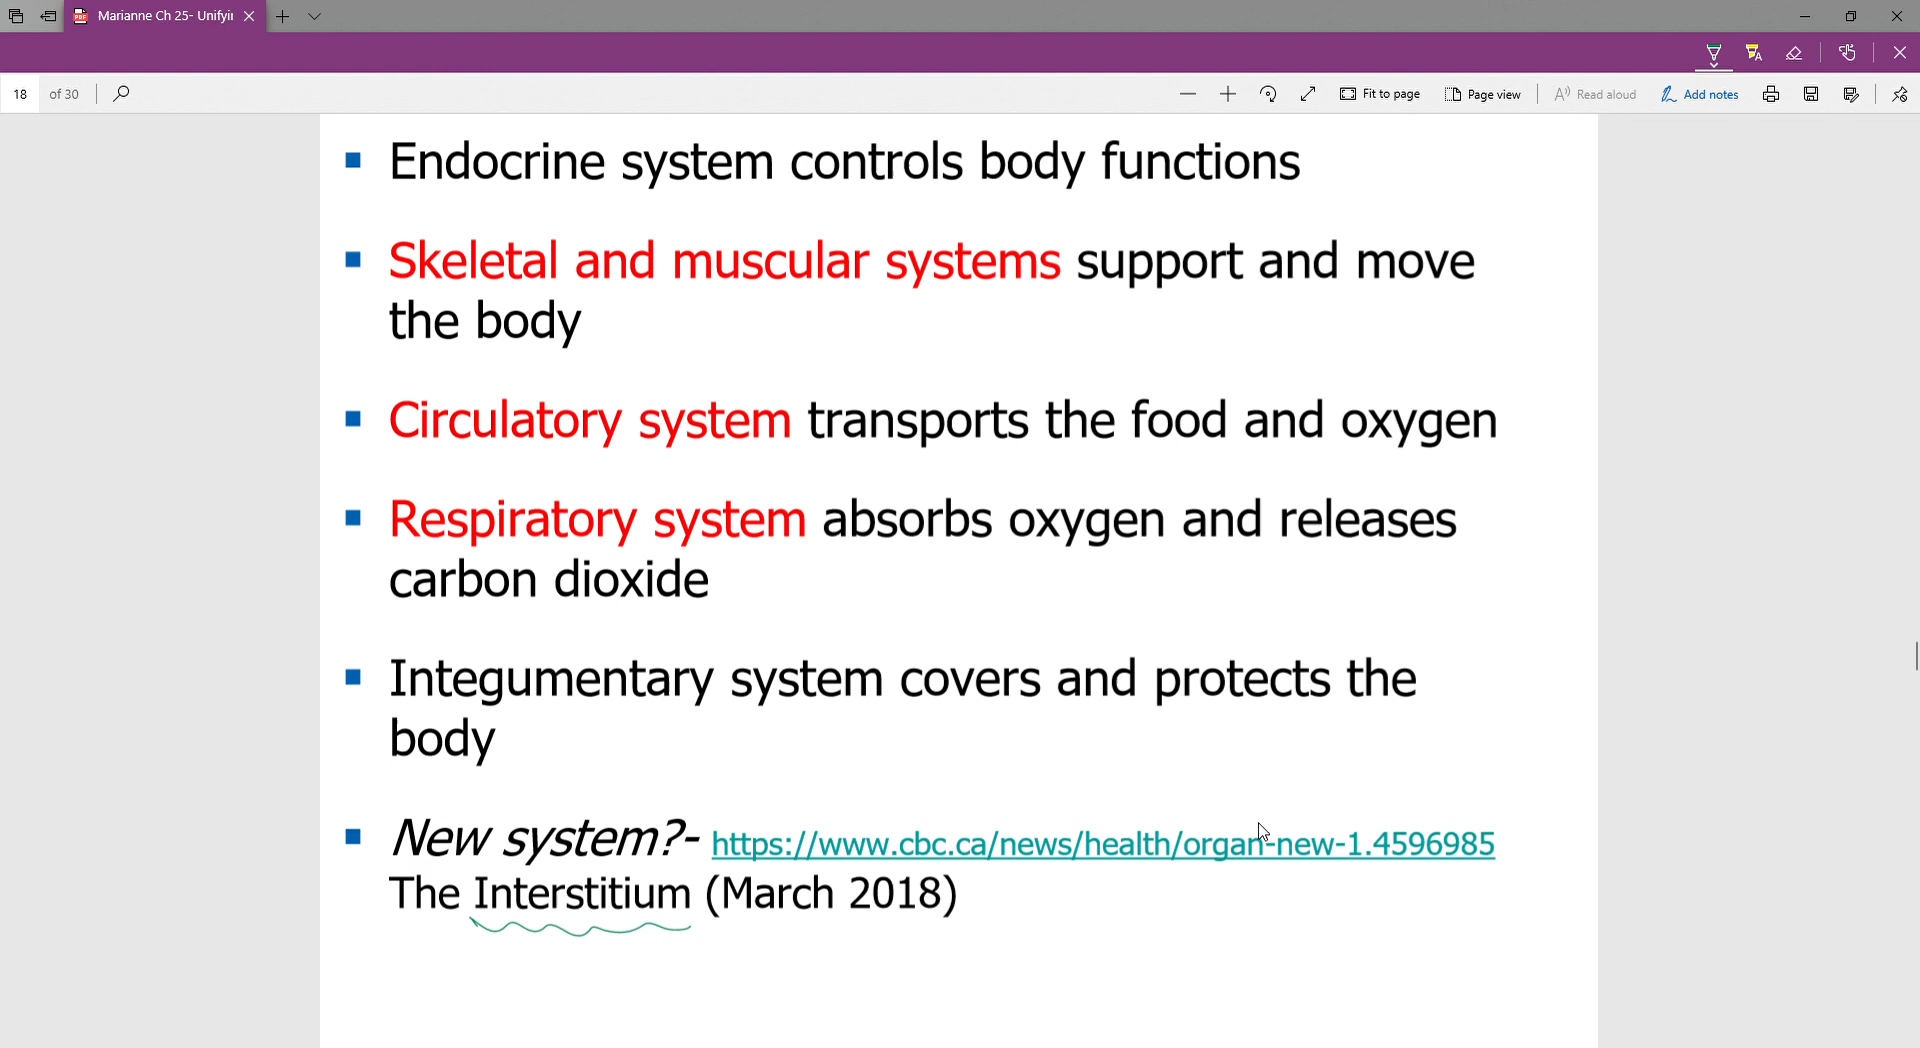 Marianne Ch 25- Unifyi
18 of 30
Fit to page
Page view
Read aloud
Add notes
Endocrine system controls body functions
Skeletal and muscular systems support and move
the body
Circulatory system transports the food and oxygen
Respiratory system absorbs oxygen and releases
carbon dioxide
Integumentary system covers and protects the
body
New system?- https://www.cbc.ca/news/health/organ-new-1.4596985
The Interstitium (March 2018)